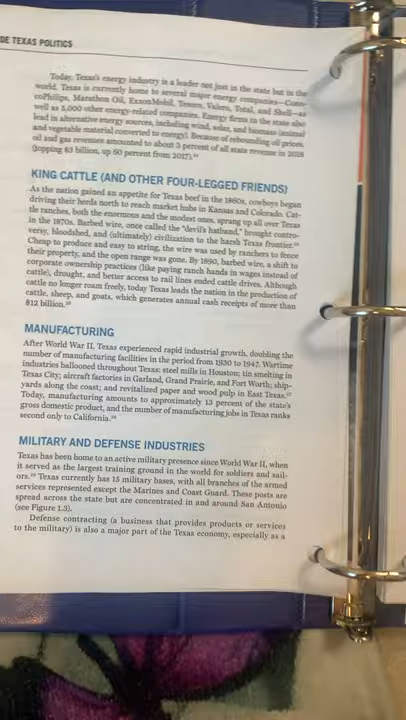 DE TEXAS POLITICS
Today, Texas's energy industry is a leader not just in the state but in the
world. Texas is currently home to several major energy companies—Cono-
coPhilips, Marathon Oil, ExxonMobil, Tesoro, Valero, Total, and Shell—as
well as 5,000 other energy-related companies. Energy firms in the state also
lead in alternative energy sources, including wind, solar, and biomass (animal
and vegetable material converted to energy). Because of rebounding oil prices,
oil and gas revenues amounted to about 3 percent of all state revenue in 2018
(topping $3 billion, up 60 percent from 2017).
KING CATTLE (AND OTHER FOUR-LEGGED FRIENDS)
As the nation gained an appetite for Texas beef in the 1860s, cowboys began
driving their herds north to reach market hubs in Kansas and Colorado. Cat-
tle ranches, both the enormous and the modest ones, sprang up all over Texas
in the 1870s. Barbed wire, once called the "devil's hatband," brought contro-
versy, bloodshed, and (ultimately) civilization to the harsh Texas frontier.
Cheap to produce and easy to string, the wire was used by ranchers to fence
their property, and the open range was gone. By 1890, barbed wire, a shift to
corporate ownership practices (like paying ranch hands in wages instead of
cattle), drought, and better access to rail lines ended cattle drives. Although
cattle no longer roam freely, today Texas leads the nation in the production of
cattle, sheep, and goats, which generates annual cash receipts of more than
$12 billion.
MANUFACTURING
After World War II, Texas experienced rapid industrial growth, doubling the
number of manufacturing facilities in the period from 1930 to 1947. Wartime
industries ballooned throughout Texas: steel mills in Houston; tin smelting in
Texas City; aircraft factories in Garland, Grand Prairie, and Fort Worth; ship-
yards along the coast; and revitalized paper and wood pulp in East Texas.
Today, manufacturing amounts to approximately 13 percent of the state's
gross domestic product, and the number of manufacturing jobs in Texas ranks
second only to California.
MILITARY AND DEFENSE INDUSTRIES
Texas has been home to an active military presence since World War II, when
it served as the largest training ground in the world for soldiers and sail-
ors. Texas currently has 15 military bases, with all branches of the armed
services represented except the Marines and Coast Guard. These posts are
spread across the state but are concentrated in and around San Antonio
(see Figure 1.3).
Defense contracting (a business that provides products or services
to the military) is also a major part of the Texas economy, especially as a